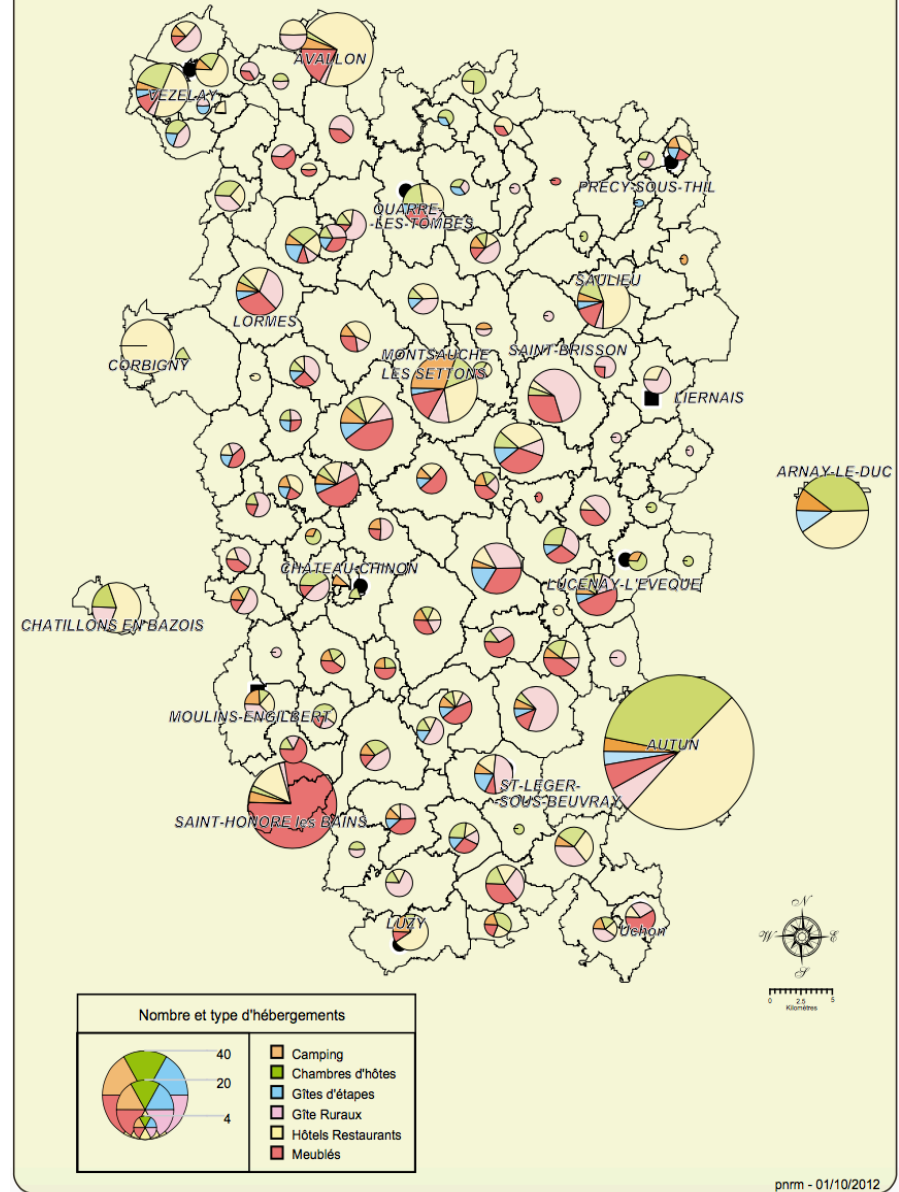 AVALLON
VEZELAY
PRÉCY-SOUS-THIL
QUARRE-
-LES-TOMBES
SAULIEU
LORMES
MONTSAUCHE
LES SETTONS
SAINT-BRISSON
CORBIGNY
LIERNAIS
ARNAY-LE-DUC
CHATEAU-CHINON
LUCENAY-L'EVEQUE
CHATILLONS EN BAZOIS
MOULINS-ENGILBERT
AUTUN
ST-LEGER-
-SOUS-BEUVRAY
SAINT-HONORE les BAINS
LUZY
Uchon
N
W E
S
0 2.5 5
Kilomètres
Nombre et type d'hébergements
40
20
4
Camping
Chambres d'hôtes
Gîtes d'étapes
Gîte Ruraux
Hôtels Restaurants
Meublés
pnrm - 01/10/2012